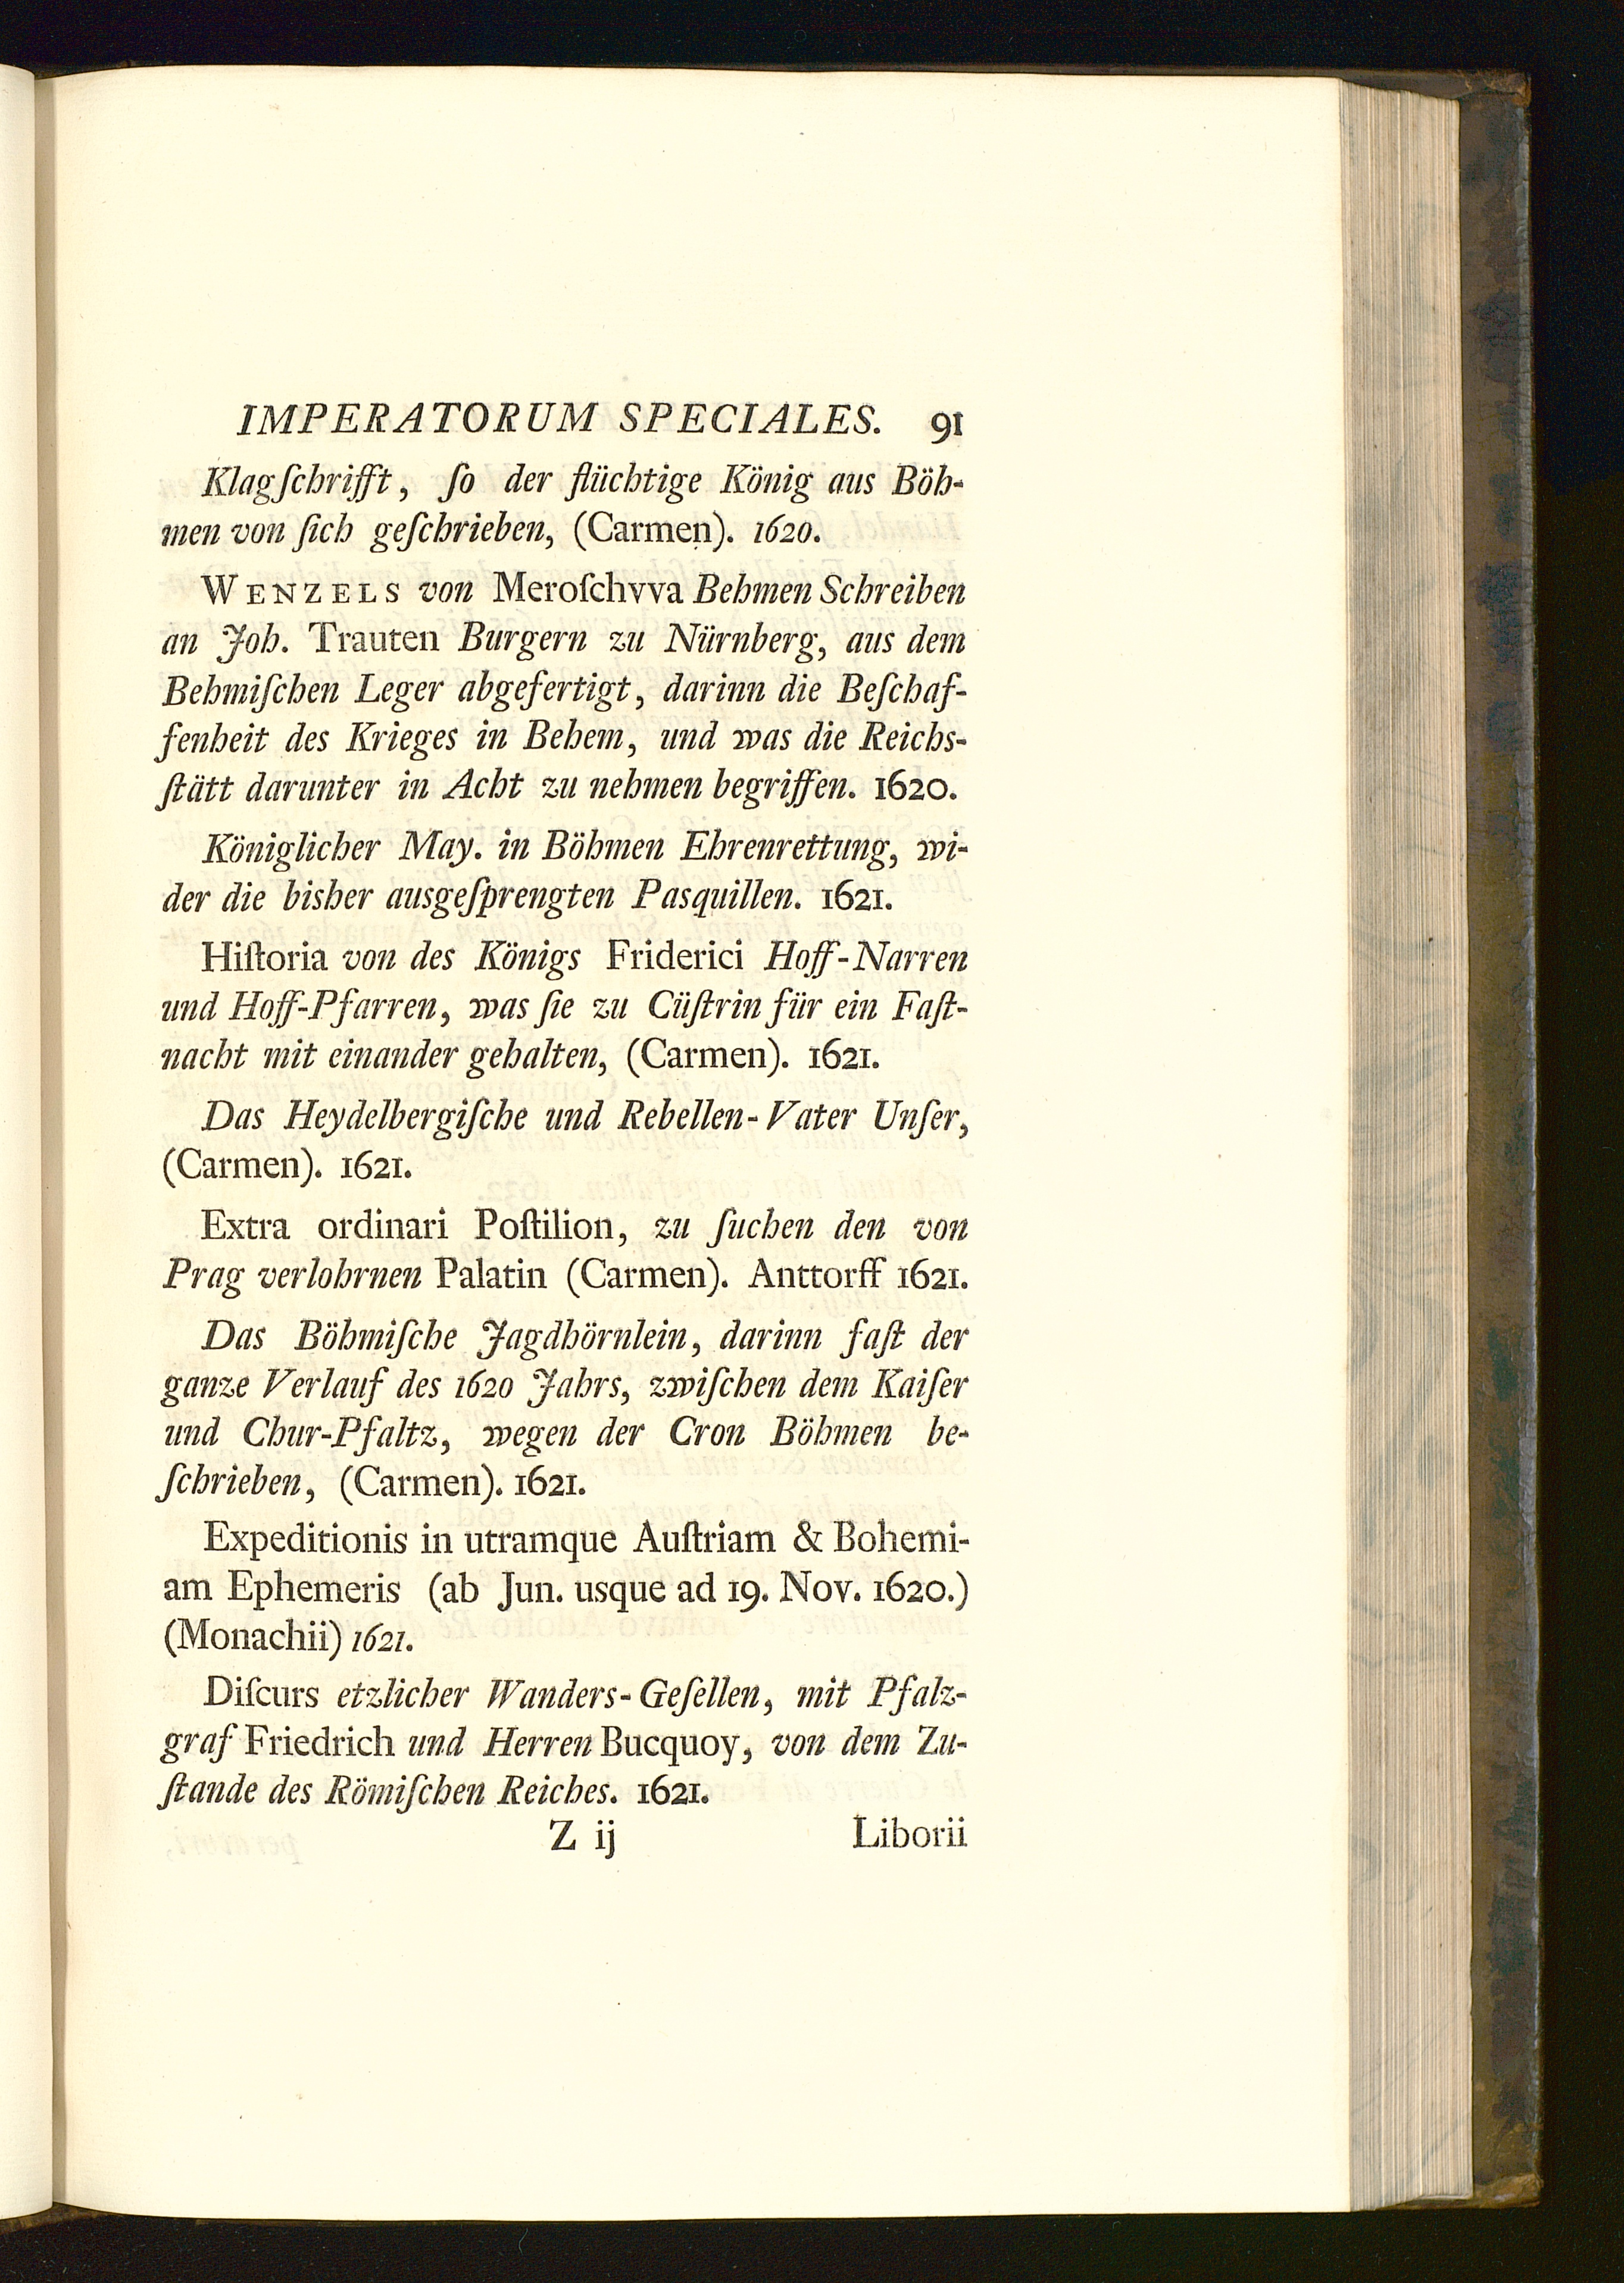 IMPERATORUM SPECIALES. 91
Klagſchrifft, ſo der flüchtige König aus Böh-
men von ſich geſchrieben, (Carmen). 1620.
WENZELS von Meroſchvva Behmen Schreiben
an Joh. Trauten Burgern zu Nürnberg, aus dem
Behmiſchen Leger abgefertigt, darinn die Beſchaf-
fenheit des Krieges in Behem, und was die Reichs-
ſtätt darunter in Acht zu nehmen begriffen. 1620.
Königlicher May. in Böhmen Ehrenrettung, wi-
der die bisher ausgeſprengten Pasquillen. 1621.
Hiſtoria von des Königs Friderici Hoff-Narren
und Hoff-Pfarren, was ſie zu Cüſtrin für ein Faſt-
nacht mit einander gehalten, (Carmen). 1621.
Das Heydelbergiſche und Rebellen-Vater Unſer,
(Carmen). 1621.
Extra ordinari Poſtilion, zu ſuchen den von
Prag verlohrnen Palatin (Carmen). Anttorff 1621.
Das Böhmiſche Jagdhörnlein, darinn faſt der
ganze Verlauf des 1620 Jahrs, zwiſchen dem Kaiſer
und Chur-Pfaltz, wegen der Cron Böhmen be-
ſchrieben, (Carmen). 1621.
Expeditionis in utramque Auſtriam & Bohemi-
am Ephemeris (ab Jun. usque ad 19. Nov. 1620.)
(Monachii) 1621.
Diſcurs etzlicher Wanders-Geſellen, mit Pfalz-
graf Friedrich und Herren Bucquoy, von dem Zu-
ſtande des Römiſchen Reiches. 1621.
Z ij Liborii